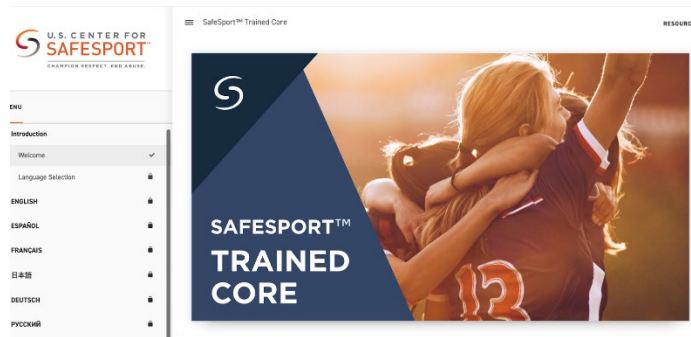 U.S. CENTER FOR
SAFESPORT™
CHAMPION RESPECT. END ABUSE.
ENU
Introduction
Welcome
Language Selection
ENGLISH
ESPAÑOL
FRANÇAIS
日本語
DEUTSCH
РУССКИЙ
SafeSport™ Trained Core
RESOURC
SAFESPORT™
TRAINED
CORE
13